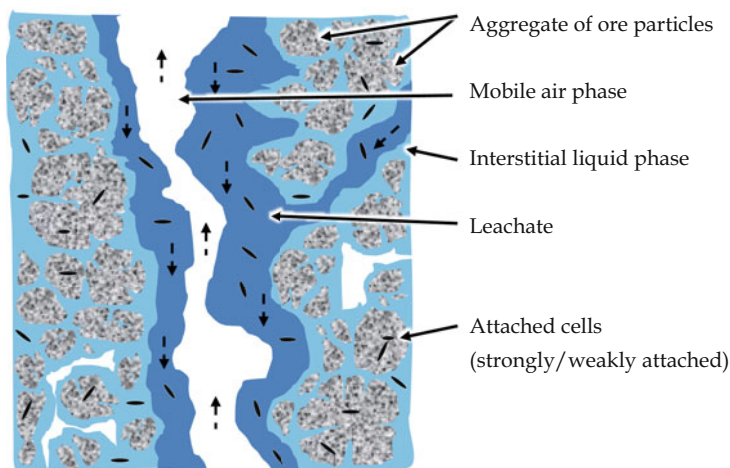 Aggregate of ore particles
Mobile air phase
Interstitial liquid phase
Leachate
Attached cells
(strongly/weakly attached)